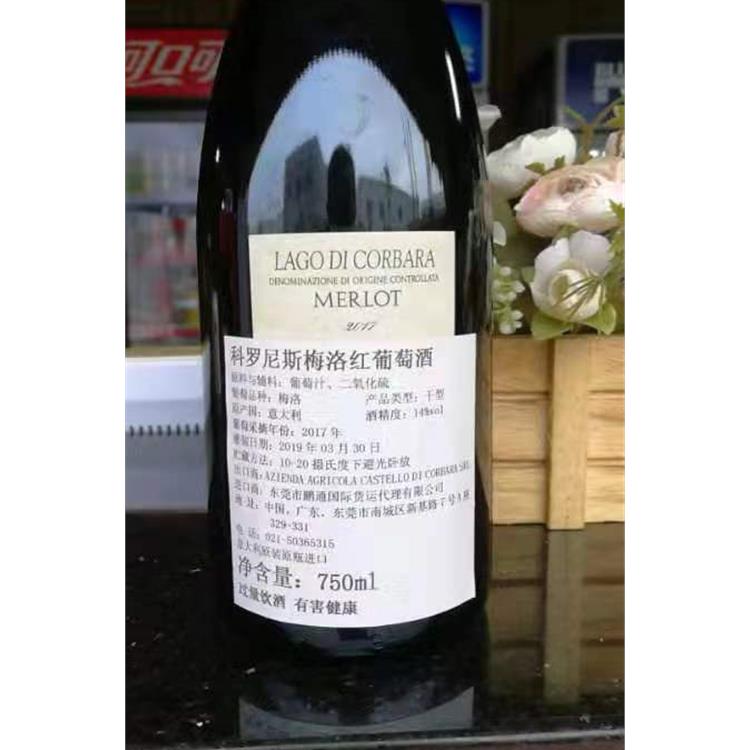 可口可
LAGO DI CORBARA
DENOMINAZIONE DI ORIGINE CONTROLLATA
MERLOT
2017
科罗尼斯梅洛红葡萄酒
原料与辅料：葡萄汁、二氧化硫
葡萄品种：梅洛 产品类型：干型
原产国：意大利 酒精度：14%vol
葡萄采摘年份：2017年
灌装日期：2019年03月30日
贮藏方法：10-20摄氏度下避光卧放
出口商：AZIENDA AGRICOLA CASTELLO DI CORBARA SRL
进口商：东莞市鹏通国际货运代理有限公司
地 址：中国，广东、东莞市南城区新基路7号A栋
329-331
电 话：021-50365315
意大利原装原瓶进口
净含量：750ml
过量饮酒 有害健康